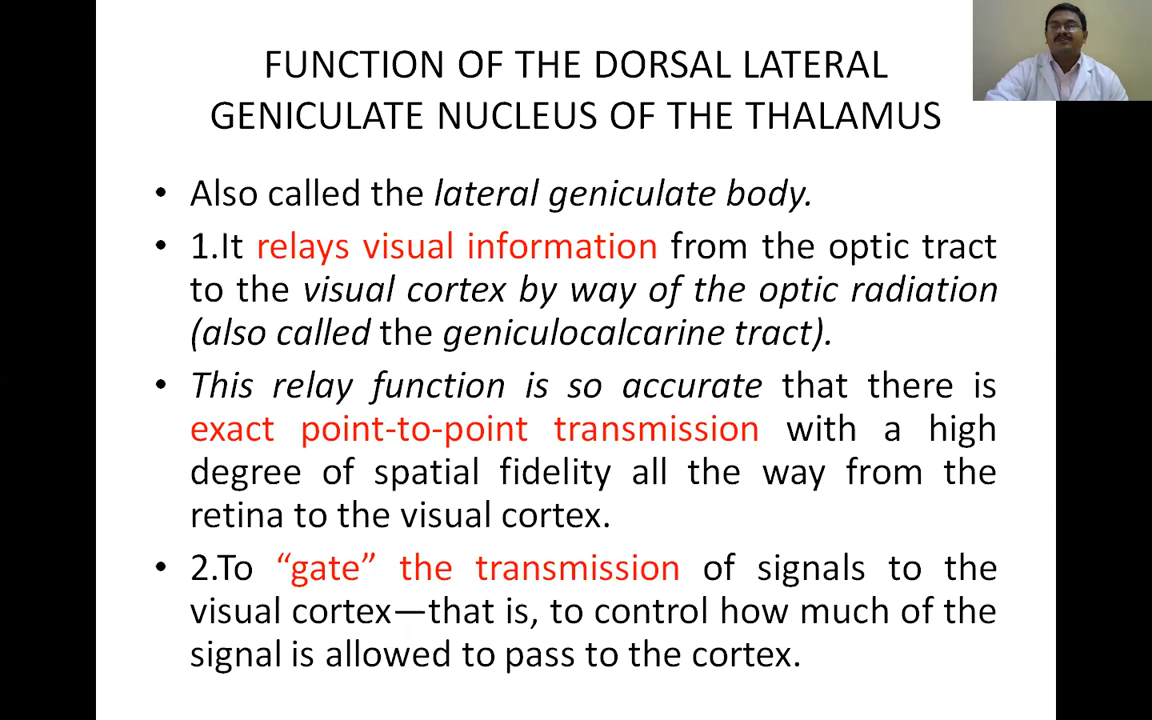 FUNCTION OF THE DORSAL LATERAL
GENICULATE NUCLEUS OF THE THALAMUS
• Also called the lateral geniculate body.
• 1.It relays visual information from the optic tract
to the visual cortex by way of the optic radiation
(also called the geniculocalcarine tract).
• This relay function is so accurate that there is
exact point-to-point transmission with a high
degree of spatial fidelity all the way from the
retina to the visual cortex.
• 2.To “gate” the transmission of signals to the
visual cortex—that is, to control how much of the
signal is allowed to pass to the cortex.